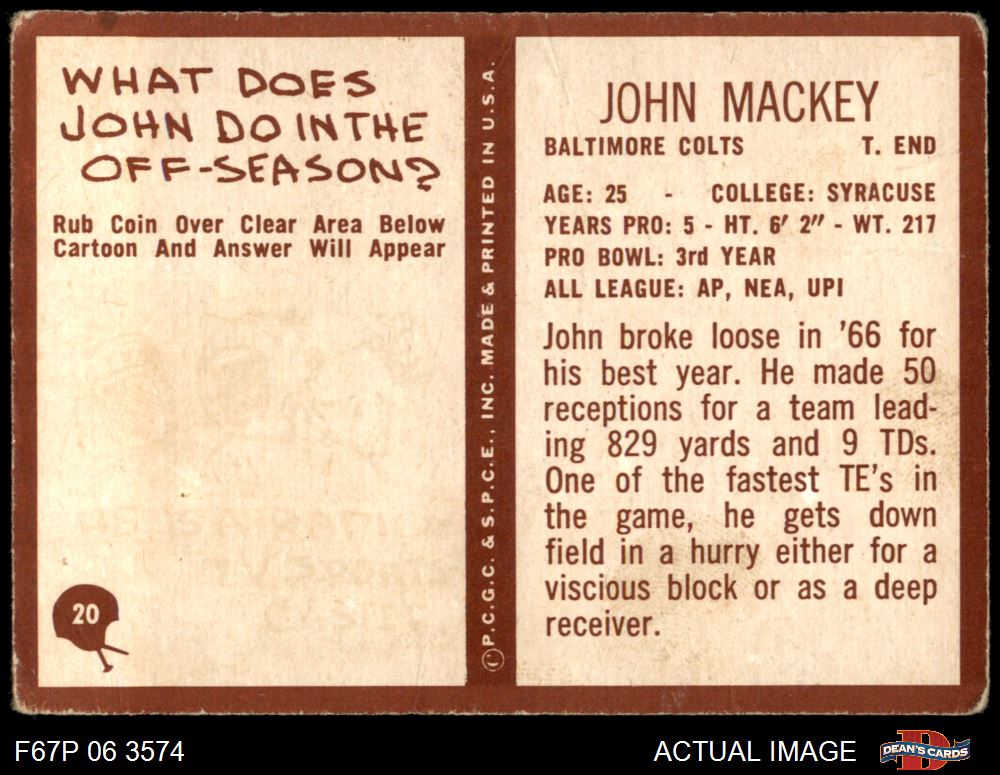 WHAT DOES
JOHN DO IN THE
OFF-SEASON?
Rub Coin Over Clear Area Below
Cartoon And Answer Will Appear
20
©P.C.G.C. & S.P.C.E., INC. MADE & PRINTED IN U.S.A.
JOHN MACKEY
BALTIMORE COLTS T. END
AGE: 25 - COLLEGE: SYRACUSE
YEARS PRO: 5 - HT. 6' 2" - WT. 217
PRO BOWL: 3rd YEAR
ALL LEAGUE: AP, NEA, UPI
John broke loose in '66 for
his best year. He made 50
receptions for a team lead-
ing 829 yards and 9 TDs.
One of the fastest TE's in
the game, he gets down
field in a hurry either for a
viscious block or as a deep
receiver.
F67P 06 3574
ACTUAL IMAGE
D
DEAN'S CARDS